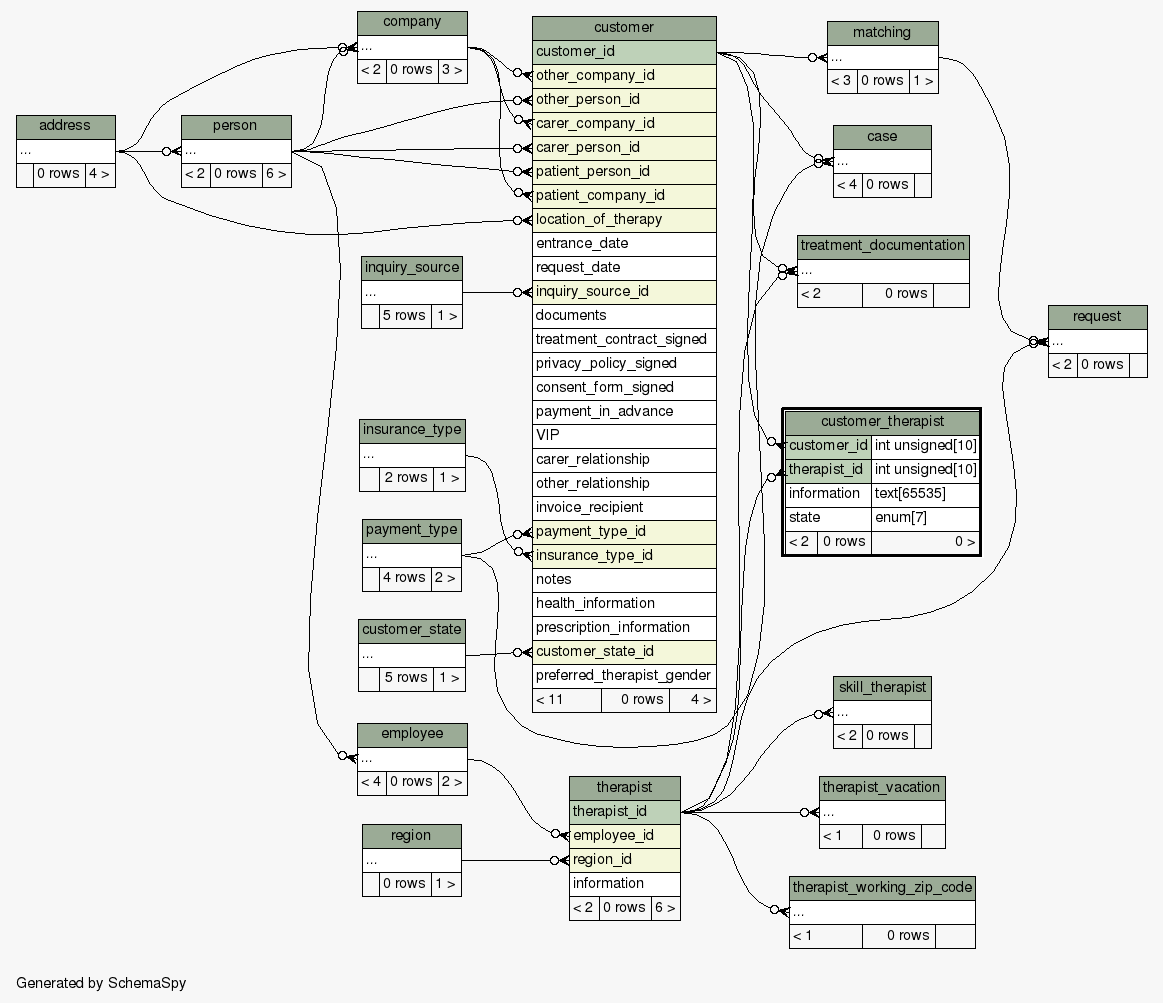 company
...
< 2 0 rows 3 >
customer
customer_id
other_company_id
other_person_id
carer_company_id
carer_person_id
patient_person_id
patient_company_id
location_of_therapy
entrance_date
request_date
inquiry_source_id
documents
treatment_contract_signed
privacy_policy_signed
consent_form_signed
payment_in_advance
VIP
carer_relationship
other_relationship
invoice_recipient
payment_type_id
insurance_type_id
notes
health_information
prescription_information
customer_state_id
preferred_therapist_gender
< 11 0 rows 4 >
matching
...
< 3 0 rows 1 >
address
...
0 rows 4 >
person
...
< 2 0 rows 6 >
case
...
< 4 0 rows
treatment_documentation
...
< 2 0 rows
inquiry_source
...
5 rows 1 >
request
...
< 2 0 rows
insurance_type
...
2 rows 1 >
customer_therapist
customer_id int unsigned[10]
therapist_id int unsigned[10]
information text[65535]
state enum[7]
< 2 0 rows 0 >
payment_type
...
4 rows 2 >
customer_state
...
5 rows 1 >
skill_therapist
...
< 2 0 rows
employee
...
< 4 0 rows 2 >
therapist
therapist_id
employee_id
region_id
information
< 2 0 rows 6 >
therapist_vacation
...
< 1 0 rows
region
...
0 rows 1 >
therapist_working_zip_code
...
< 1 0 rows
Generated by SchemaSpy